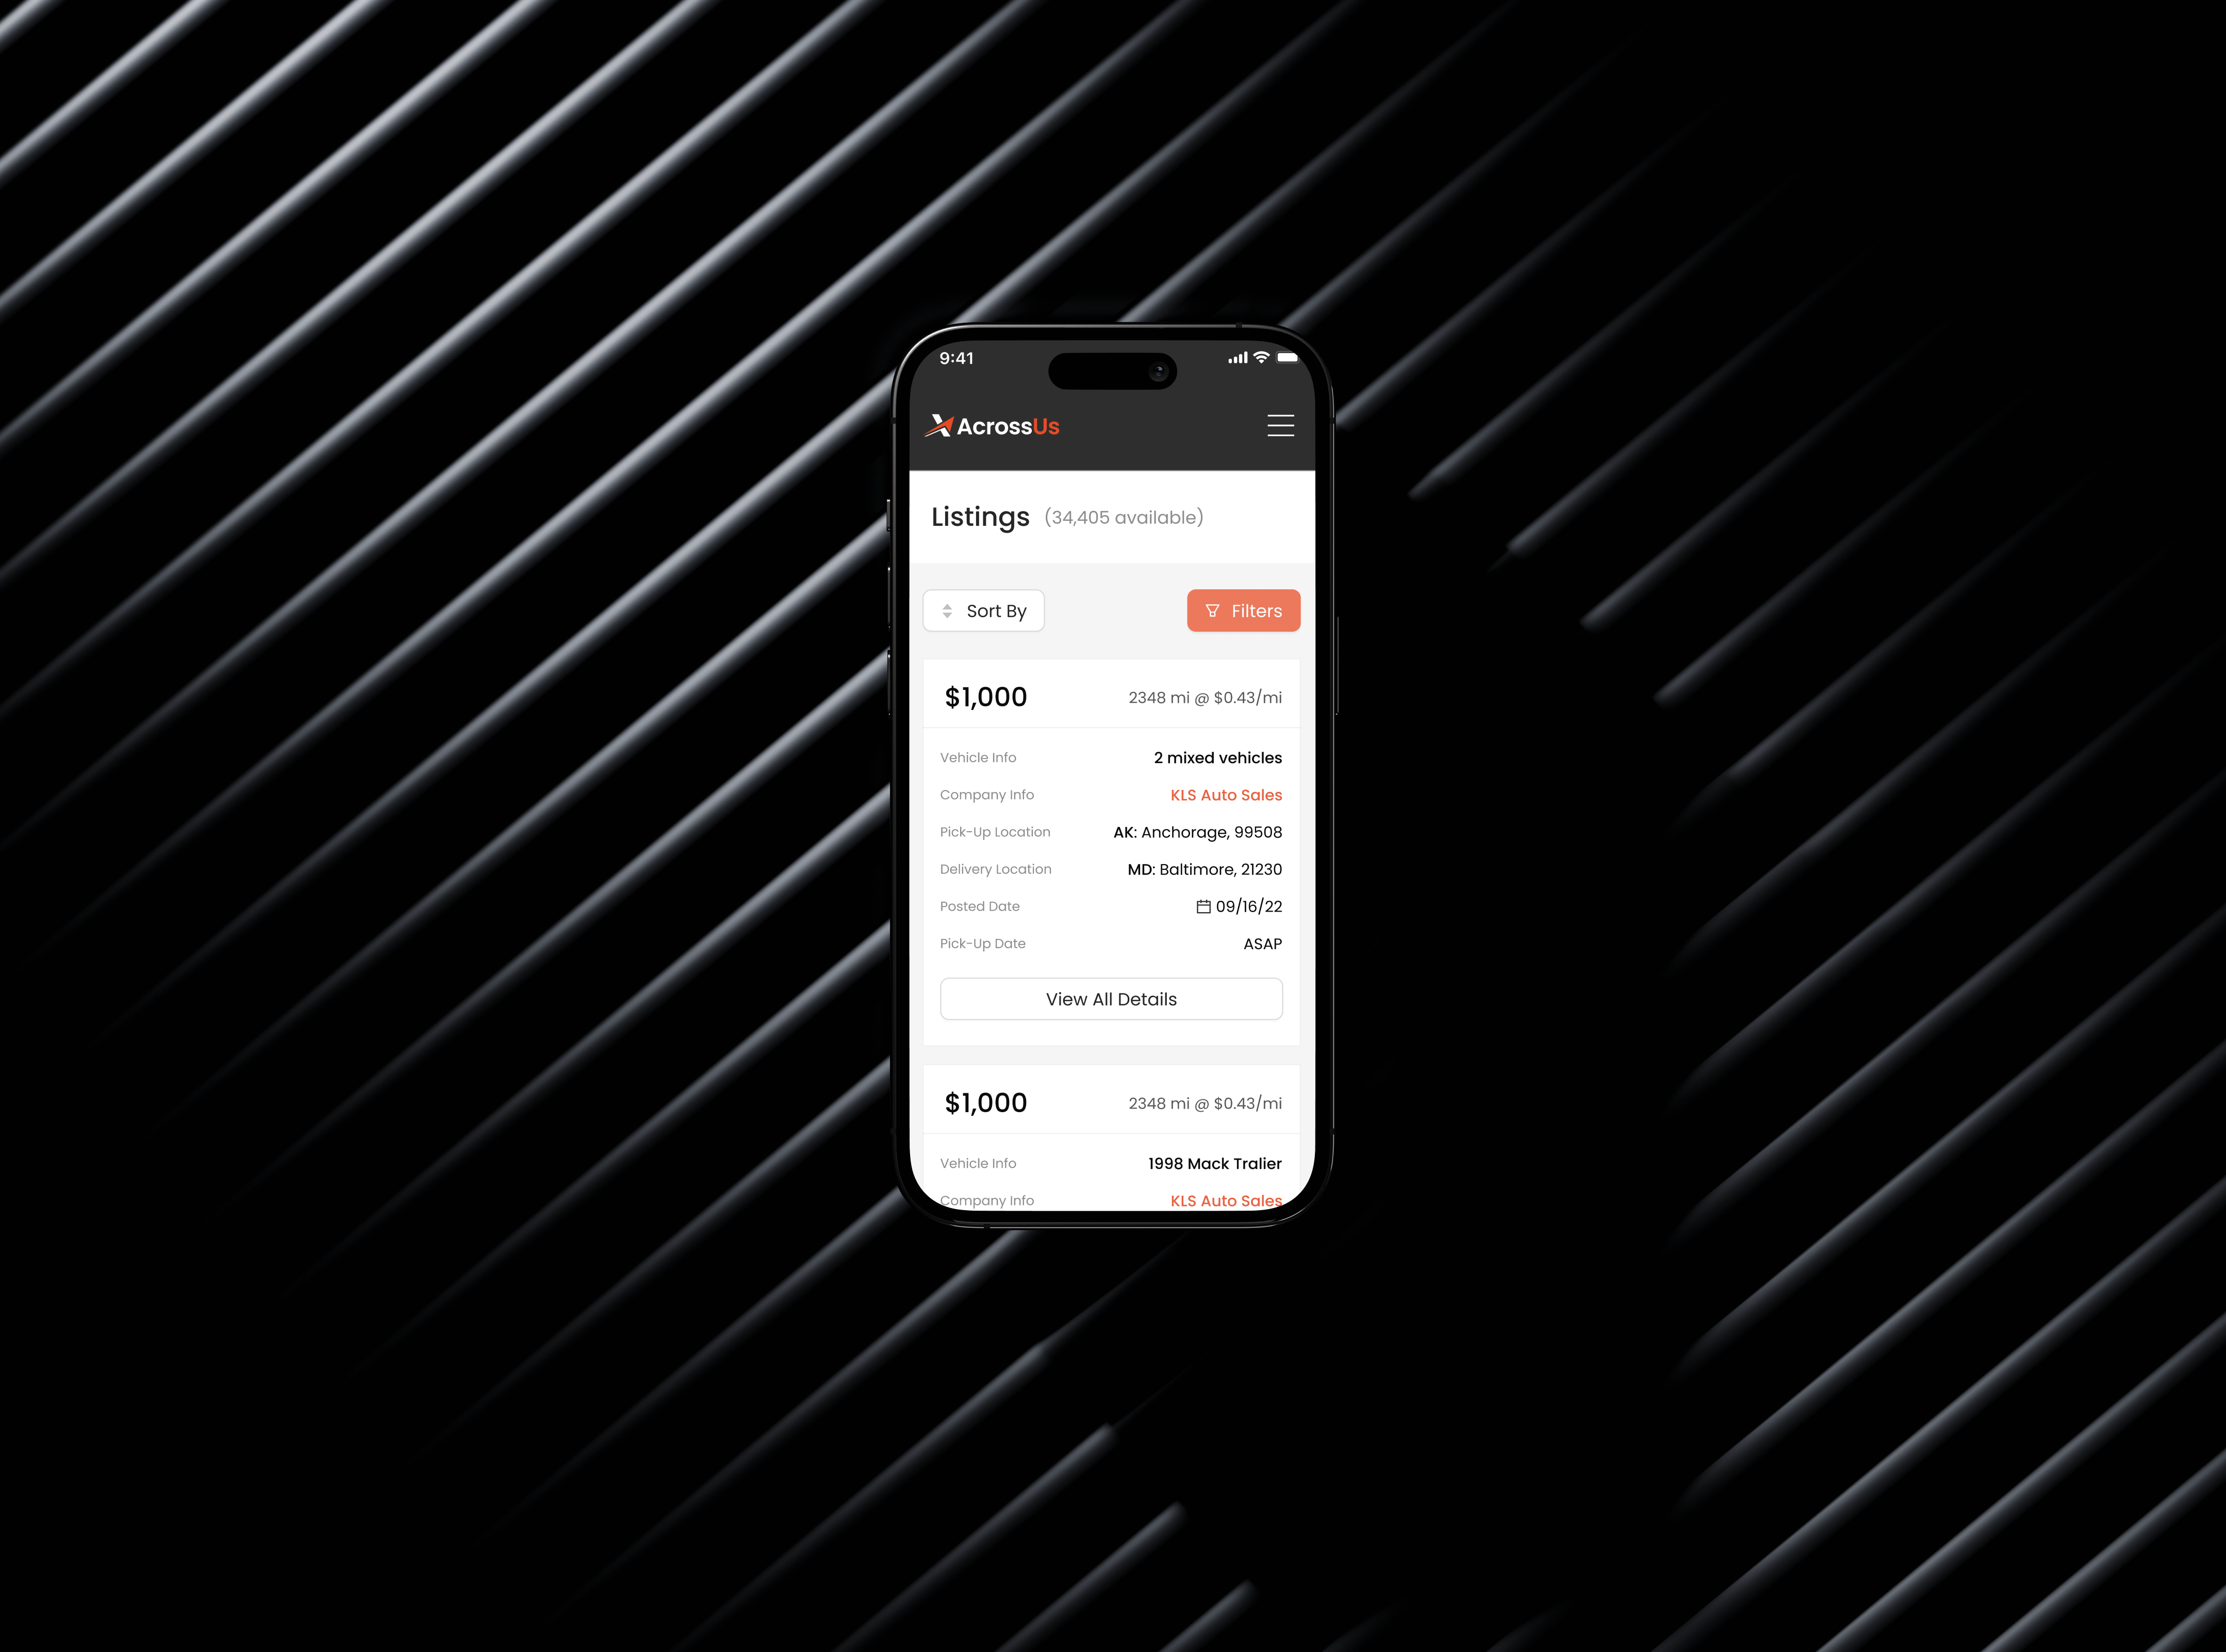 9:41
AcrossUs
Listings (34,405 available)
Sort By
Filters
$1,000 2348 mi @ $0.43/mi
Vehicle Info 2 mixed vehicles
Company Info KLS Auto Sales
Pick-Up Location AK: Anchorage, 99508
Delivery Location MD: Baltimore, 21230
Posted Date 09/16/22
Pick-Up Date ASAP
View All Details
$1,000 2348 mi @ $0.43/mi
Vehicle Info 1998 Mack Tralier
Company Info KLS Auto Sales